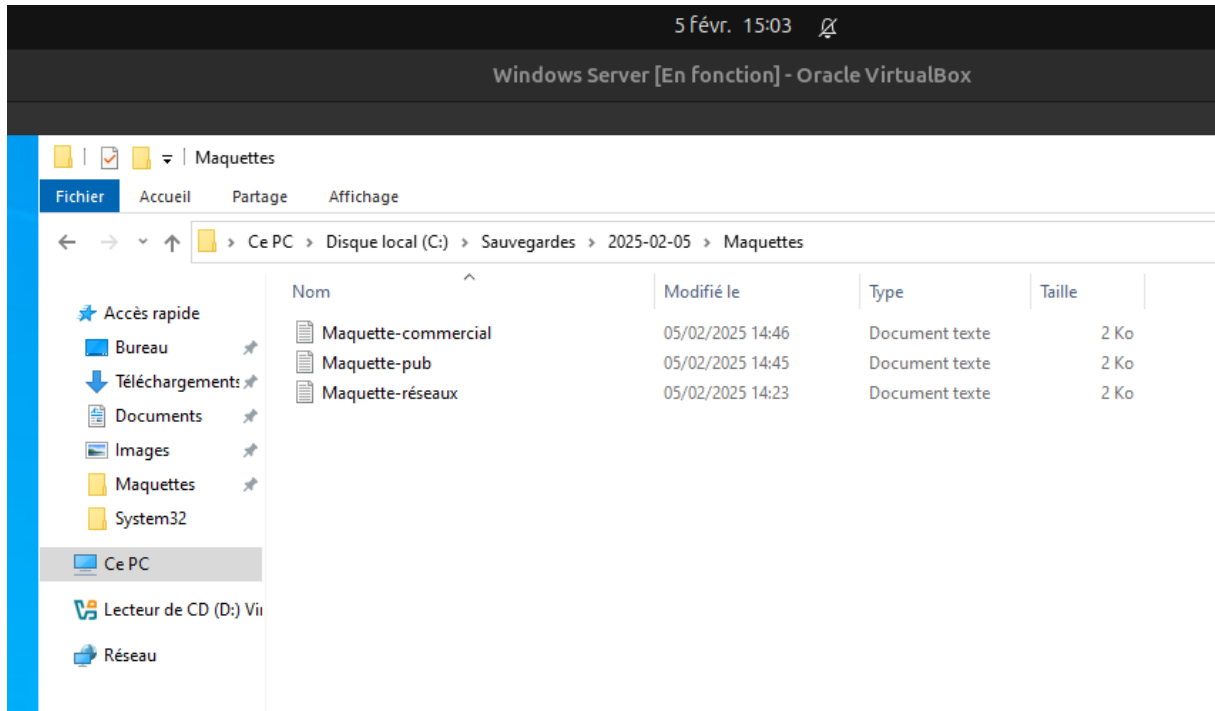 5 févr. 15:03
Windows Server [En fonction] - Oracle VirtualBox
Maquettes
Fichier Accueil Partage Affichage
Ce PC > Disque local (C:) > Sauvegardes > 2025-02-05 > Maquettes
Nom Modifié le Type Taille
Accès rapide
Bureau
Téléchargements
Documents
Images
Maquettes
System32
Ce PC
Lecteur de CD (D:) Vi
Réseau
Maquette-commercial 05/02/2025 14:46 Document texte 2 Ko
Maquette-pub 05/02/2025 14:45 Document texte 2 Ko
Maquette-réseaux 05/02/2025 14:23 Document texte 2 Ko